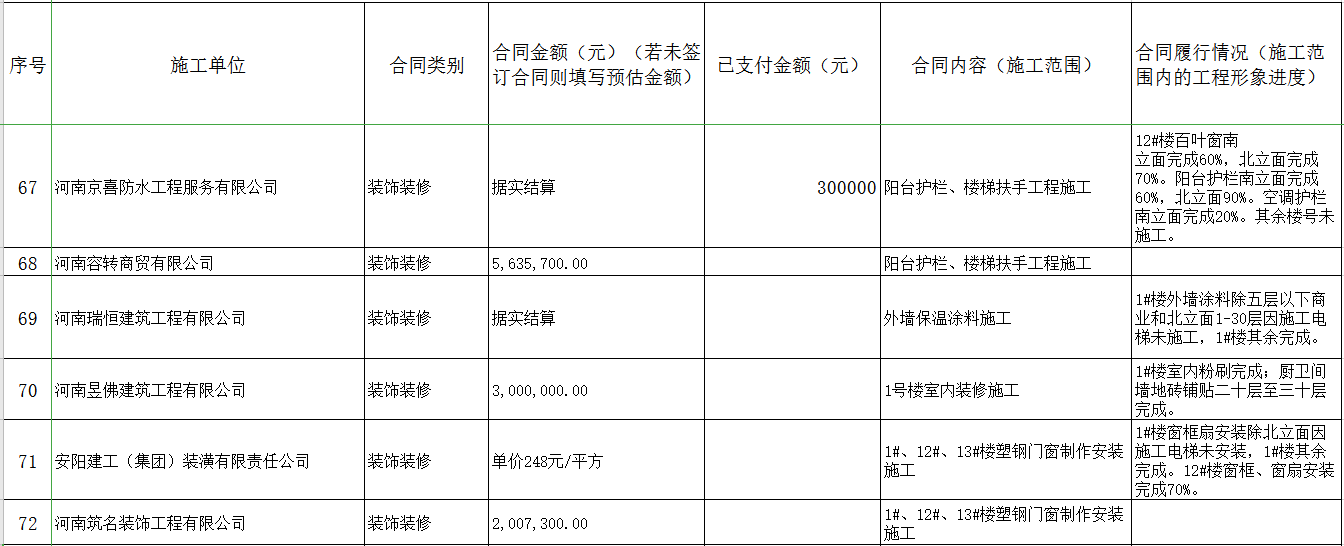 序号
施工单位
合同类别
合同金额（元）（若未签
订合同则填写预估金额）
已支付金额（元）
合同内容（施工范围）
合同履行情况（施工范
围内的工程形象进度）
67
河南京喜防水工程服务有限公司
装饰装修
据实结算
300000
阳台护栏、楼梯扶手工程施工
12#楼百叶窗南
立面完成60%，北立面完成
70%。阳台护栏南立面完成
60%，北立面90%。空调护栏
南立面完成20%。其余楼号未
施工。
68
河南容转商贸有限公司
装饰装修
5,635,700.00
阳台护栏、楼梯扶手工程施工
69
河南瑞恒建筑工程有限公司
装饰装修
据实结算
外墙保温涂料施工
1#楼外墙涂料除五层以下商
业和北立面1-30层因施工电
梯未施工，1#楼其余完成。
70
河南昱佛建筑工程有限公司
装饰装修
3,000,000.00
1号楼室内装修施工
1#楼室内粉刷完成；厨卫间
墙地砖铺贴二十层至三十层
完成。
71
安阳建工（集团）装潢有限责任公司
装饰装修
单价248元/平方
1#、12#、13#楼塑钢门窗制作安装
施工
1#楼窗框扇安装除北立面因
施工电梯未安装，1#楼其余
完成。12#楼窗框、窗扇安装
完成70%。
72
河南筑名装饰工程有限公司
装饰装修
2,007,300.00
1#、12#、13#楼塑钢门窗制作安装
施工